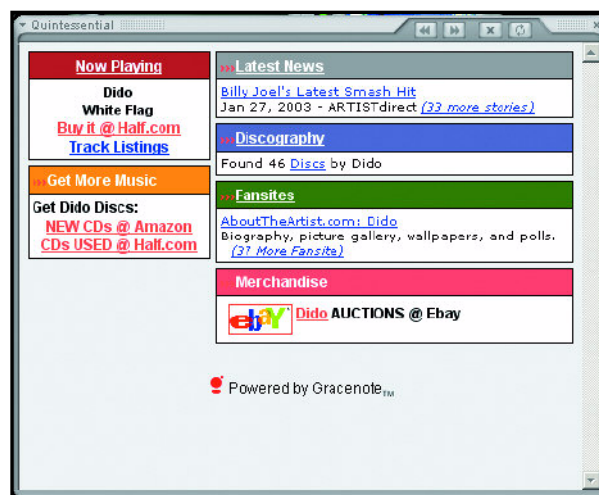 Quintessential
Now Playing
Dido
White Flag
Buy it @ Half.com
Track Listings
›››Get More Music
Get Dido Discs:
NEW CDs @ Amazon
CDs USED @ Half.com
›››Latest News
Billy Joel's Latest Smash Hit
Jan 27, 2003 - ARTISTdirect (33 more stories)
›››Discography
Found 46 Discs by Dido
›››Fansites
AboutTheArtist.com: Dido
Biography, picture gallery, wallpapers, and polls.
(37 More Fansite)
Merchandise
ebaY Dido AUCTIONS @ Ebay
Powered by Gracenote TM